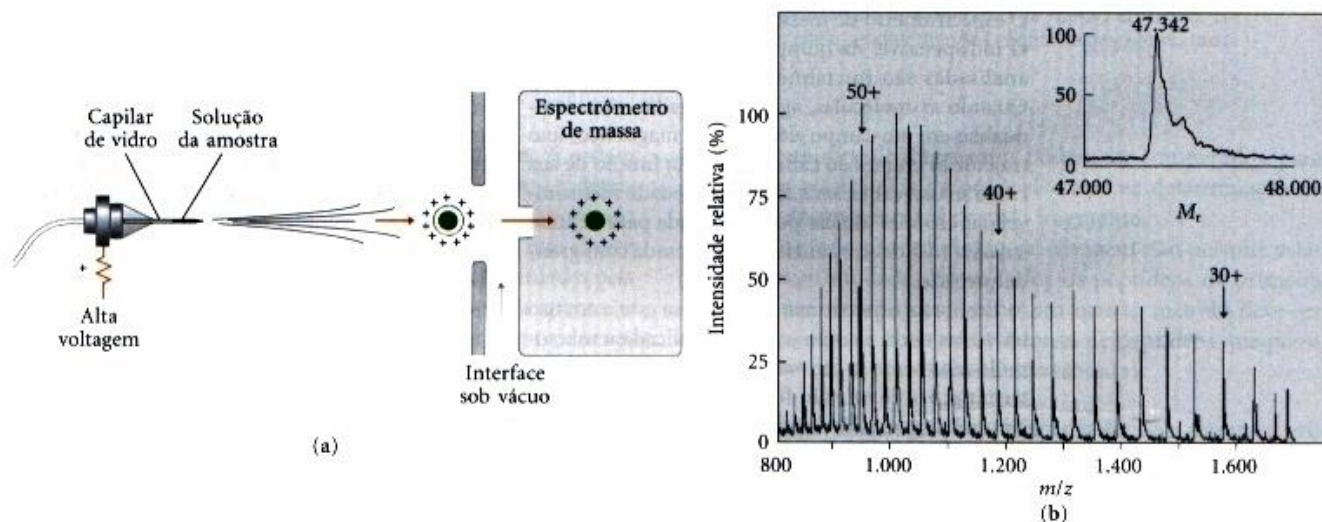 Capilar
de vidro
Solução
da amostra
+
Alta
voltagem
Interface
sob vácuo
Espectrômetro
de massa
(a)
Intensidade relativa (%)
100
75
50
25
0
50+
40+
30+
800
1.000
1.200
1.400
1.600
m/z
(b)
47.342
100
50
0
47.000
48.000
Mr